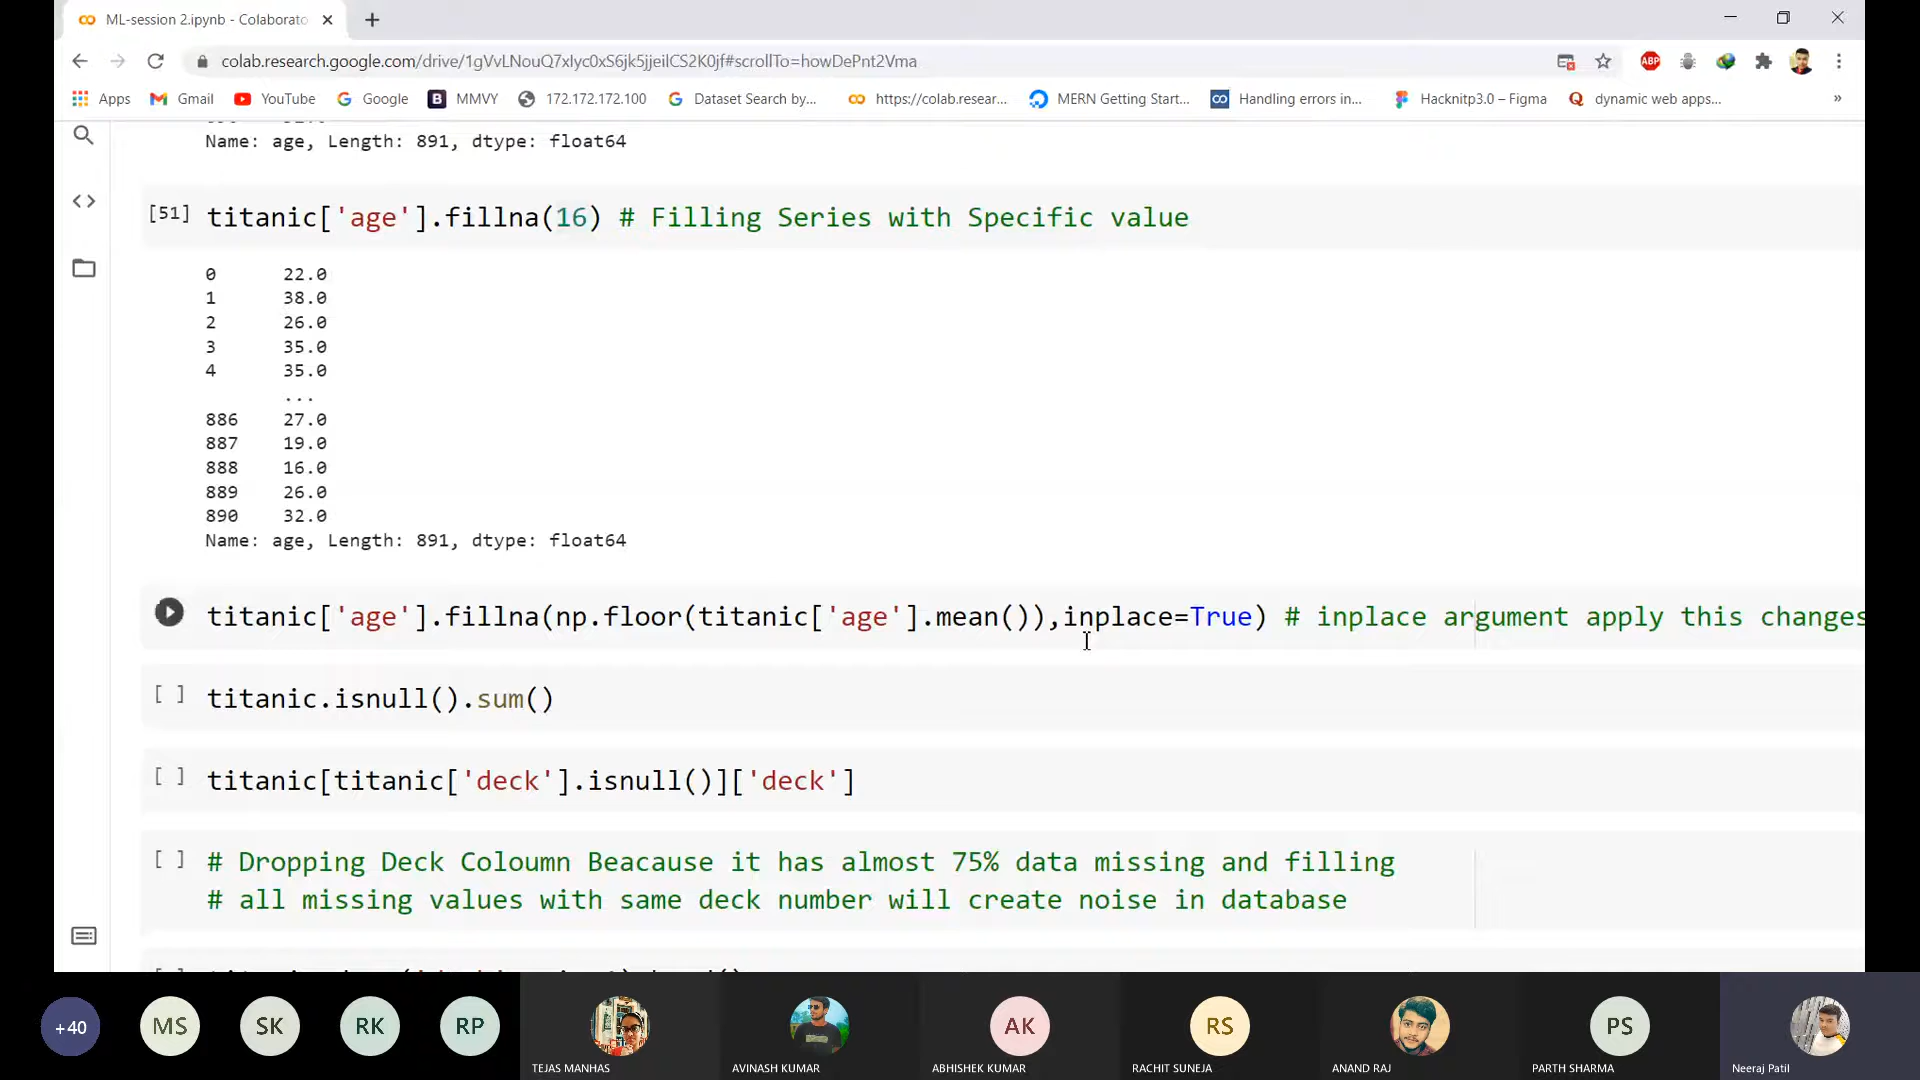 ML-session 2.ipynb - Colaborato
colab.research.google.com/drive/1gVvLNouQ7xIyc0xS6jk5jjeilCS2K0jf#scrollTo=howDePnt2Vma
Apps Gmail YouTube Google MMVY 172.172.172.100 Dataset Search by... https://colab.resear... MERN Getting Start... Handling errors in... Hacknitp3.0 – Figma dynamic web apps... »
Name: age, Length: 891, dtype: float64
[51] titanic['age'].fillna(16) # Filling Series with Specific value
0 22.0
1 38.0
2 26.0
3 35.0
4 35.0
...
886 27.0
887 19.0
888 16.0
889 26.0
890 32.0
Name: age, Length: 891, dtype: float64
titanic['age'].fillna(np.floor(titanic['age'].mean()),inplace=True) # inplace argument apply this changes
[ ] titanic.isnull().sum()
[ ] titanic[titanic['deck'].isnull()]['deck']
[ ] # Dropping Deck Coloumn Beacause it has almost 75% data missing and filling
# all missing values with same deck number will create noise in database
+40 MS SK RK RP AK RS PS
TEJAS MANHAS AVINASH KUMAR ABHISHEK KUMAR RACHIT SUNEJA ANAND RAJ PARTH SHARMA Neeraj Patil